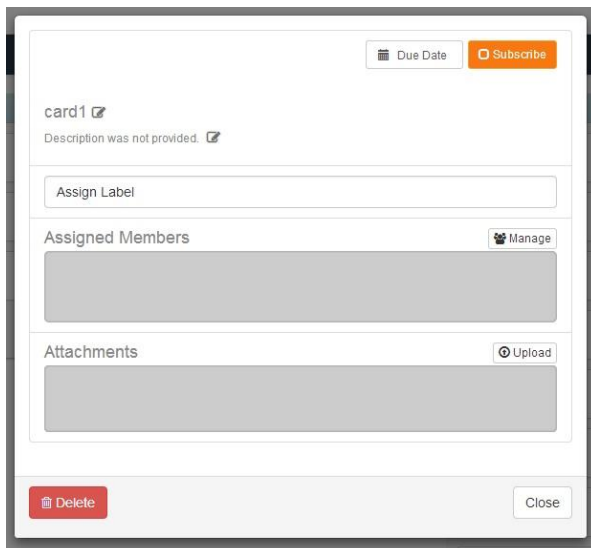 Due Date
Subscribe
card1
Description was not provided.
Assign Label
Assigned Members
Manage
Attachments
Upload
Delete
Close